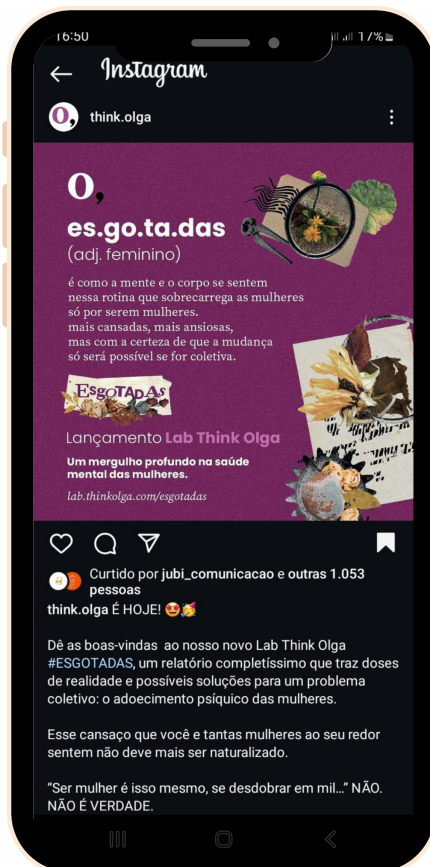 16:50
17%
Instagram
O,
think.olga
O,
es.go.ta.das
(adj. feminino)
é como a mente e o corpo se sentem
nessa rotina que sobrecarrega as mulheres
só por serem mulheres.
mais cansadas, mais ansiosas,
mas com a certeza de que a mudança
só será possível se for coletiva.
EsgOTADAs
Lançamento Lab Think Olga
Um mergulho profundo na saúde
mental das mulheres.
lab.thinkolga.com/esgotadas
Curtido por jubi_comunicacao e outras 1.053
pessoas
think.olga É HOJE! 🤩🥳
Dê as boas-vindas ao nosso novo Lab Think Olga
#ESGOTADAS, um relatório completíssimo que traz doses
de realidade e possíveis soluções para um problema
coletivo: o adoecimento psíquico das mulheres.
Esse cansaço que você e tantas mulheres ao seu redor
sentem não deve mais ser naturalizado.
“Ser mulher é isso mesmo, se desdobrar em mil...” NÃO.
NÃO É VERDADE.